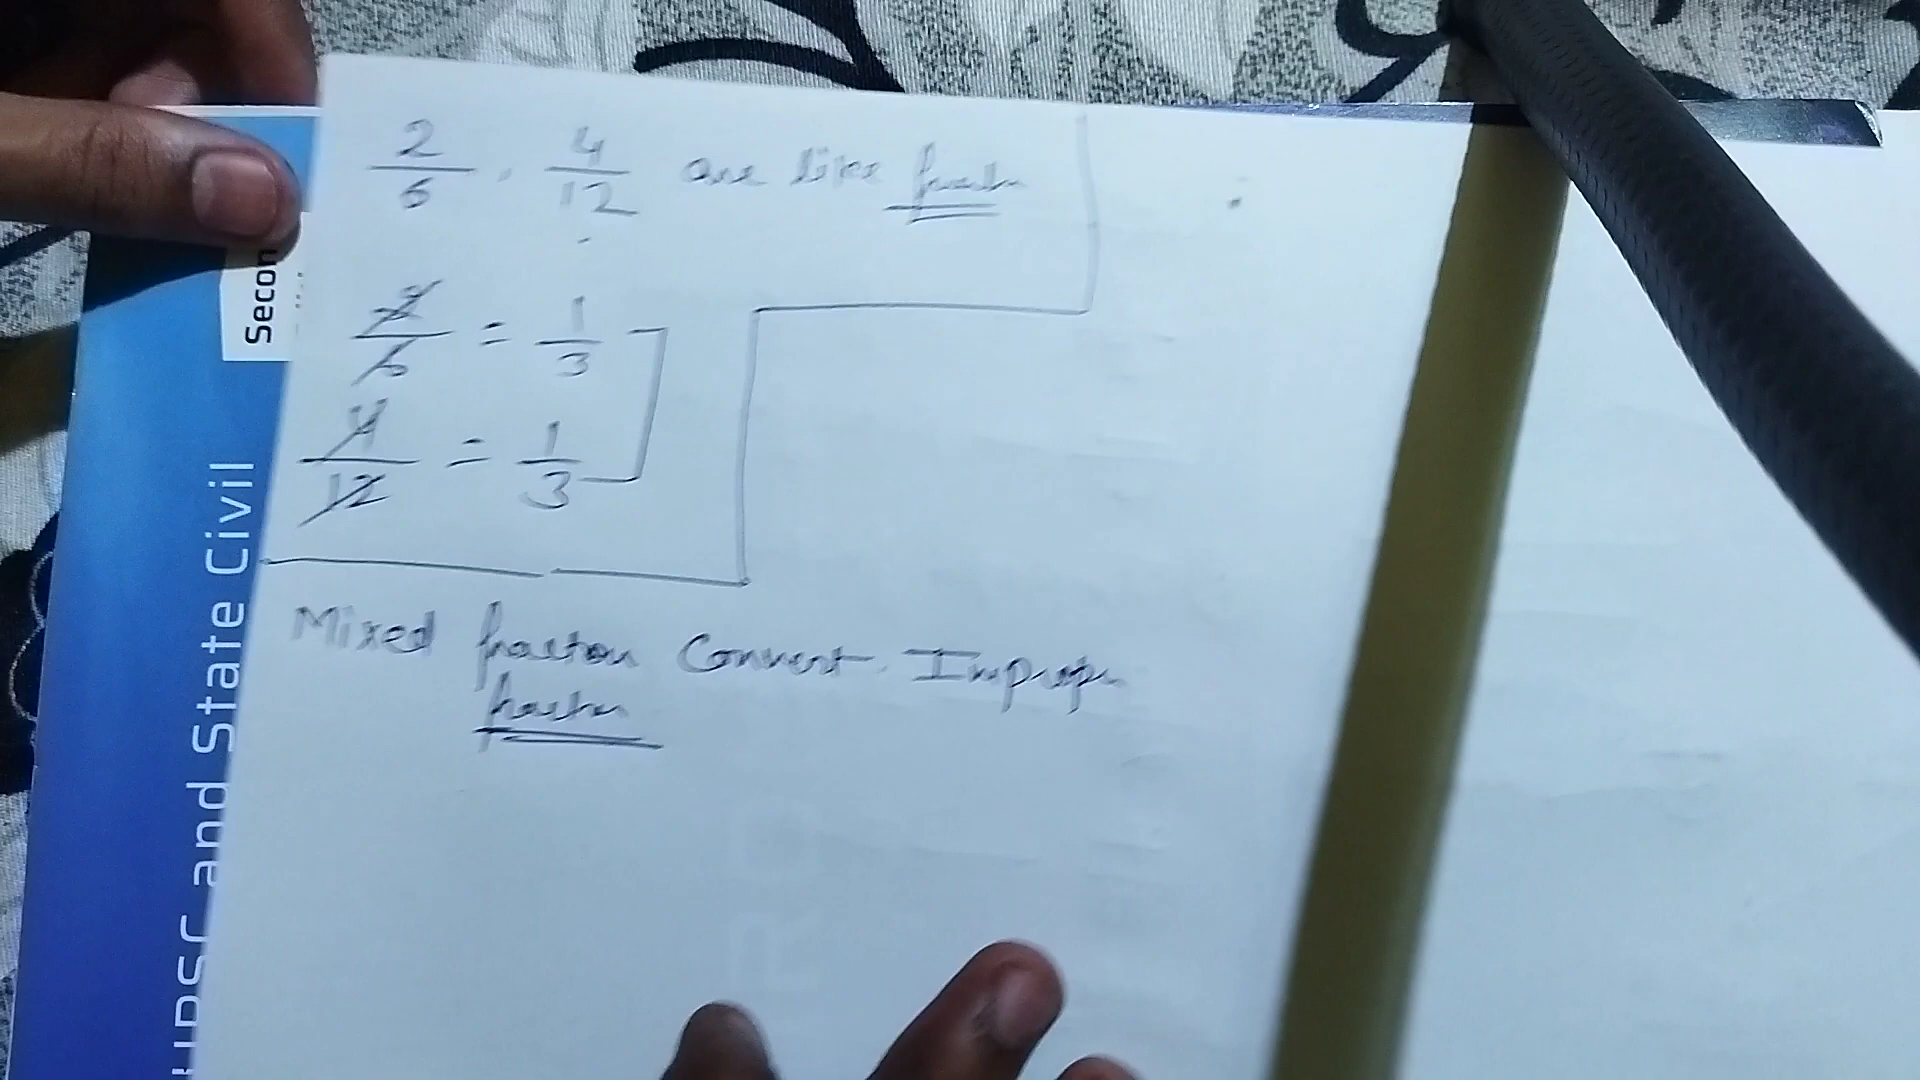 2/6 , 4/12 are like fraction
2/6 = 1/3
4/12 = 1/3
Mixed fraction Convert Improper
fraction
Secon
UPSC and State Civil